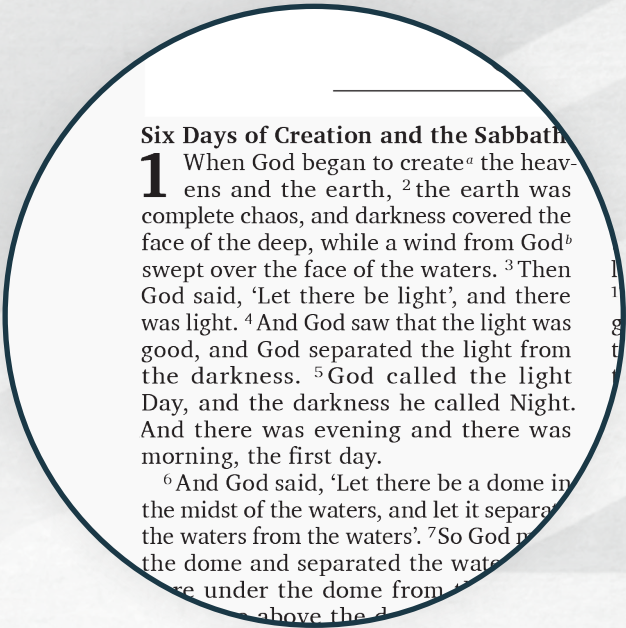 Six Days of Creation and the Sabbath
1 When God began to createᵃ the heav-
ens and the earth, ² the earth was
complete chaos, and darkness covered the
face of the deep, while a wind from Godᵇ
swept over the face of the waters. ³ Then
God said, ‘Let there be light’, and there
was light. ⁴ And God saw that the light was
good, and God separated the light from
the darkness. ⁵ God called the light
Day, and the darkness he called Night.
And there was evening and there was
morning, the first day.
⁶ And God said, ‘Let there be a dome in
the midst of the waters, and let it
the waters from the waters’. ⁷ So God
the dome and separated the
under the dome from
above the